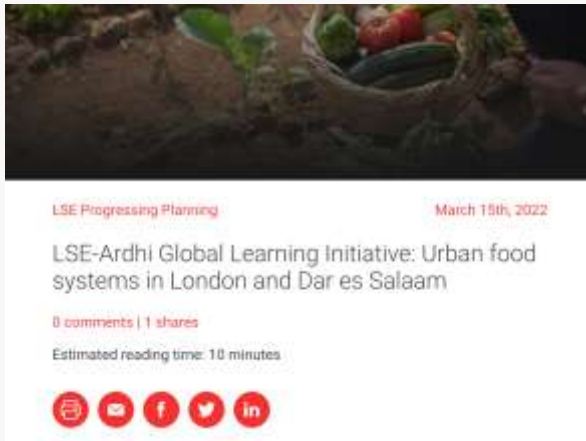 LSE Progressing Planning
March 15th, 2022
LSE-Ardhi Global Learning Initiative: Urban food
systems in London and Dar es Salaam
0 comments | 1 shares
Estimated reading time: 10 minutes
f
in